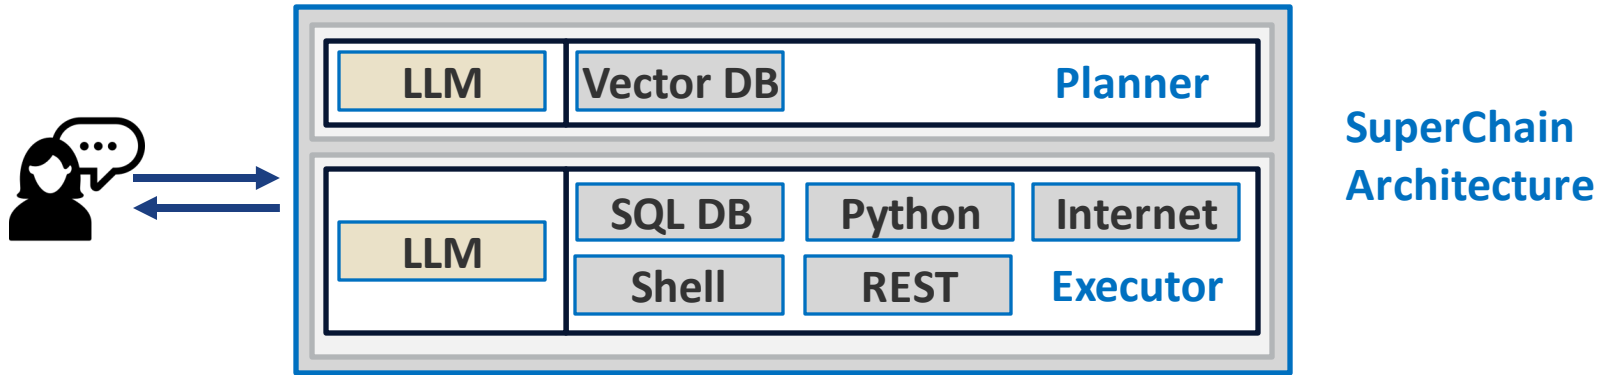 LLM
Vector DB
Planner
SuperChain
Architecture
LLM
SQL DB
Python
Internet
Shell
REST
Executor